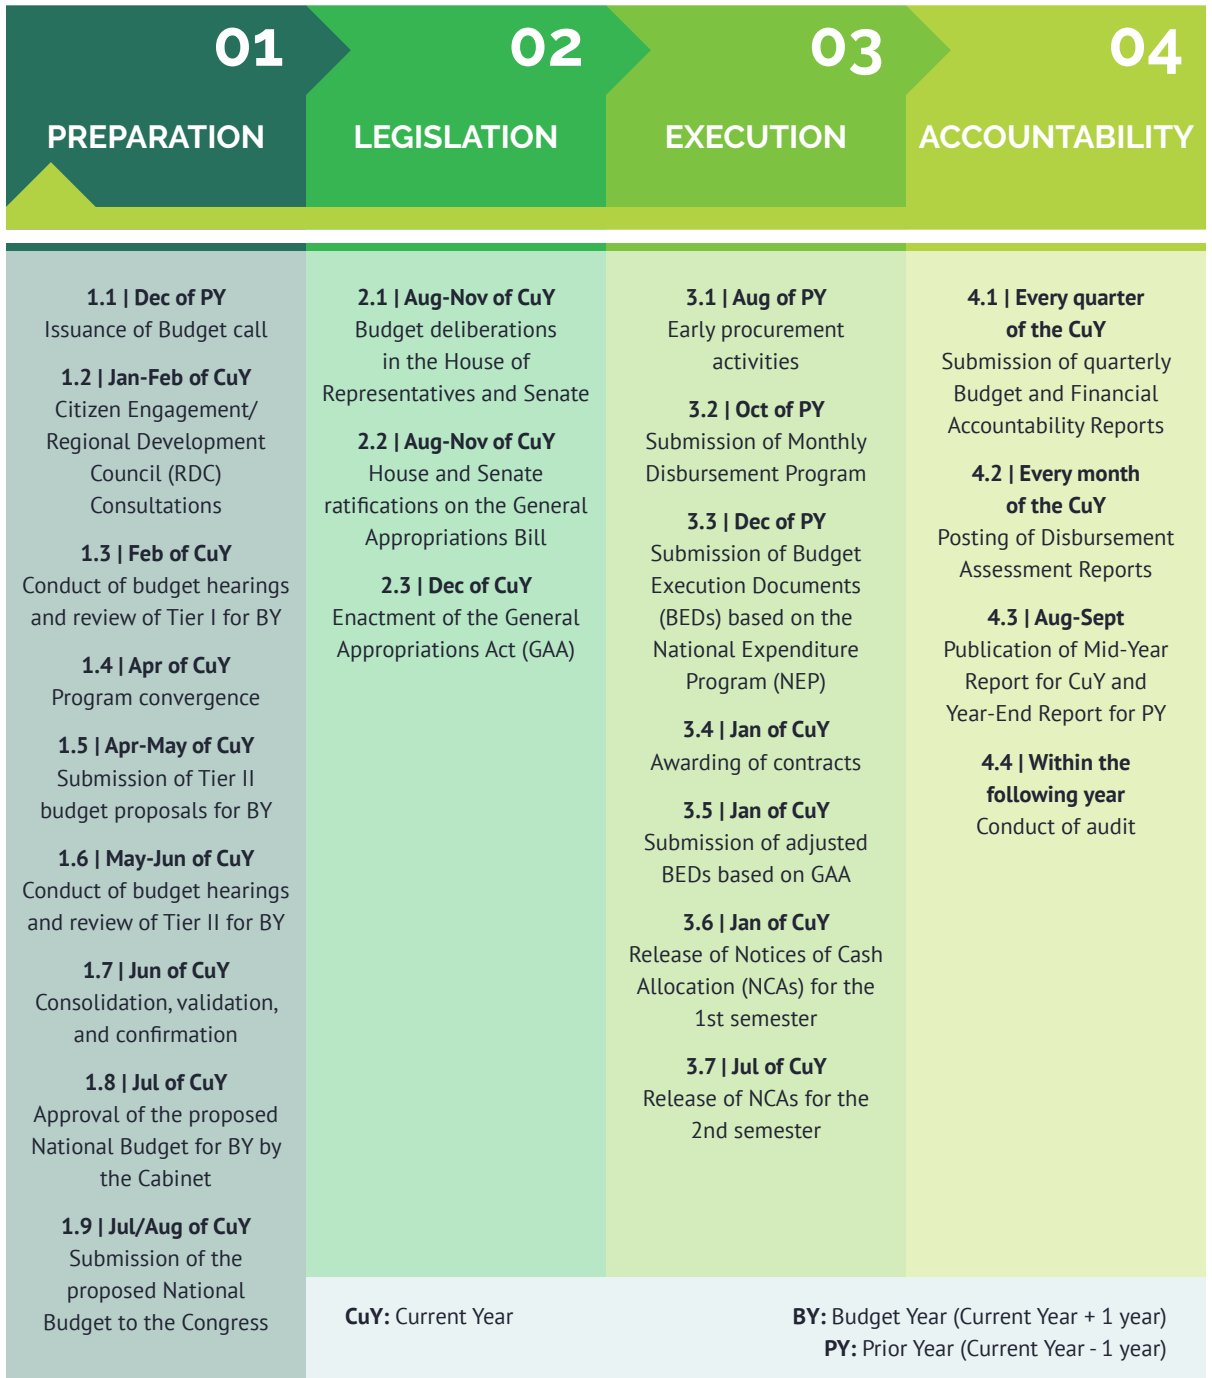 01
PREPARATION
1.1 | Dec of PY
Issuance of Budget call
1.2 | Jan-Feb of CuY
Citizen Engagement/
Regional Development
Council (RDC)
Consultations
1.3 | Feb of CuY
Conduct of budget hearings
and review of Tier I for BY
1.4 | Apr of CuY
Program convergence
1.5 | Apr-May of CuY
Submission of Tier II
budget proposals for BY
1.6 | May-Jun of CuY
Conduct of budget hearings
and review of Tier II for BY
1.7 | Jun of CuY
Consolidation, validation,
and confirmation
1.8 | Jul of CuY
Approval of the proposed
National Budget for BY by
the Cabinet
1.9 | Jul/Aug of CuY
Submission of the
proposed National
Budget to the Congress
02
LEGISLATION
2.1 | Aug-Nov of CuY
Budget deliberations
in the House of
Representatives and Senate
2.2 | Aug-Nov of CuY
House and Senate
ratifications on the General
Appropriations Bill
2.3 | Dec of CuY
Enactment of the General
Appropriations Act (GAA)
03
EXECUTION
3.1 | Aug of PY
Early procurement
activities
3.2 | Oct of PY
Submission of Monthly
Disbursement Program
3.3 | Dec of PY
Submission of Budget
Execution Documents
(BEDs) based on the
National Expenditure
Program (NEP)
3.4 | Jan of CuY
Awarding of contracts
3.5 | Jan of CuY
Submission of adjusted
BEDs based on GAA
3.6 | Jan of CuY
Release of Notices of Cash
Allocation (NCAs) for the
1st semester
3.7 | Jul of CuY
Release of NCAs for the
2nd semester
04
ACCOUNTABILITY
4.1 | Every quarter
of the CuY
Submission of quarterly
Budget and Financial
Accountability Reports
4.2 | Every month
of the CuY
Posting of Disbursement
Assessment Reports
4.3 | Aug-Sept
Publication of Mid-Year
Report for CuY and
Year-End Report for PY
4.4 | Within the
following year
Conduct of audit
CuY: Current Year
BY: Budget Year (Current Year + 1 year)
PY: Prior Year (Current Year - 1 year)